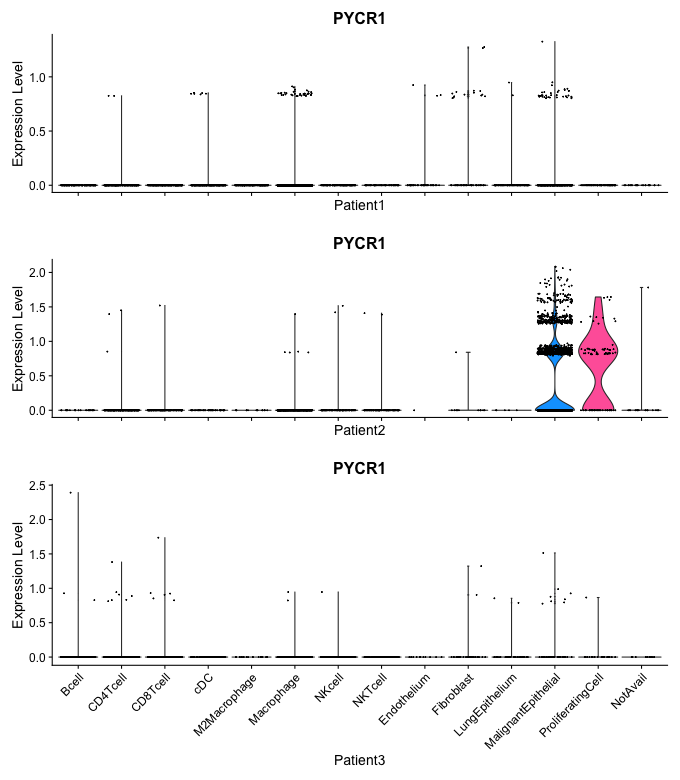 PYCR1
Expression Level
1.0
0.5
0.0
Patient1
PYCR1
Expression Level
2.0
1.5
1.0
0.5
0.0
Patient2
PYCR1
Expression Level
2.5
2.0
1.5
1.0
0.5
0.0
Bcell
CD4Tcell
CD8Tcell
cDC
M2Macrophage
Macrophage
NKcell
NKTcell
Endothelium
Fibroblast
LungEpithelium
MalignantEpithelial
ProliferatingCell
NotAvail
Patient3